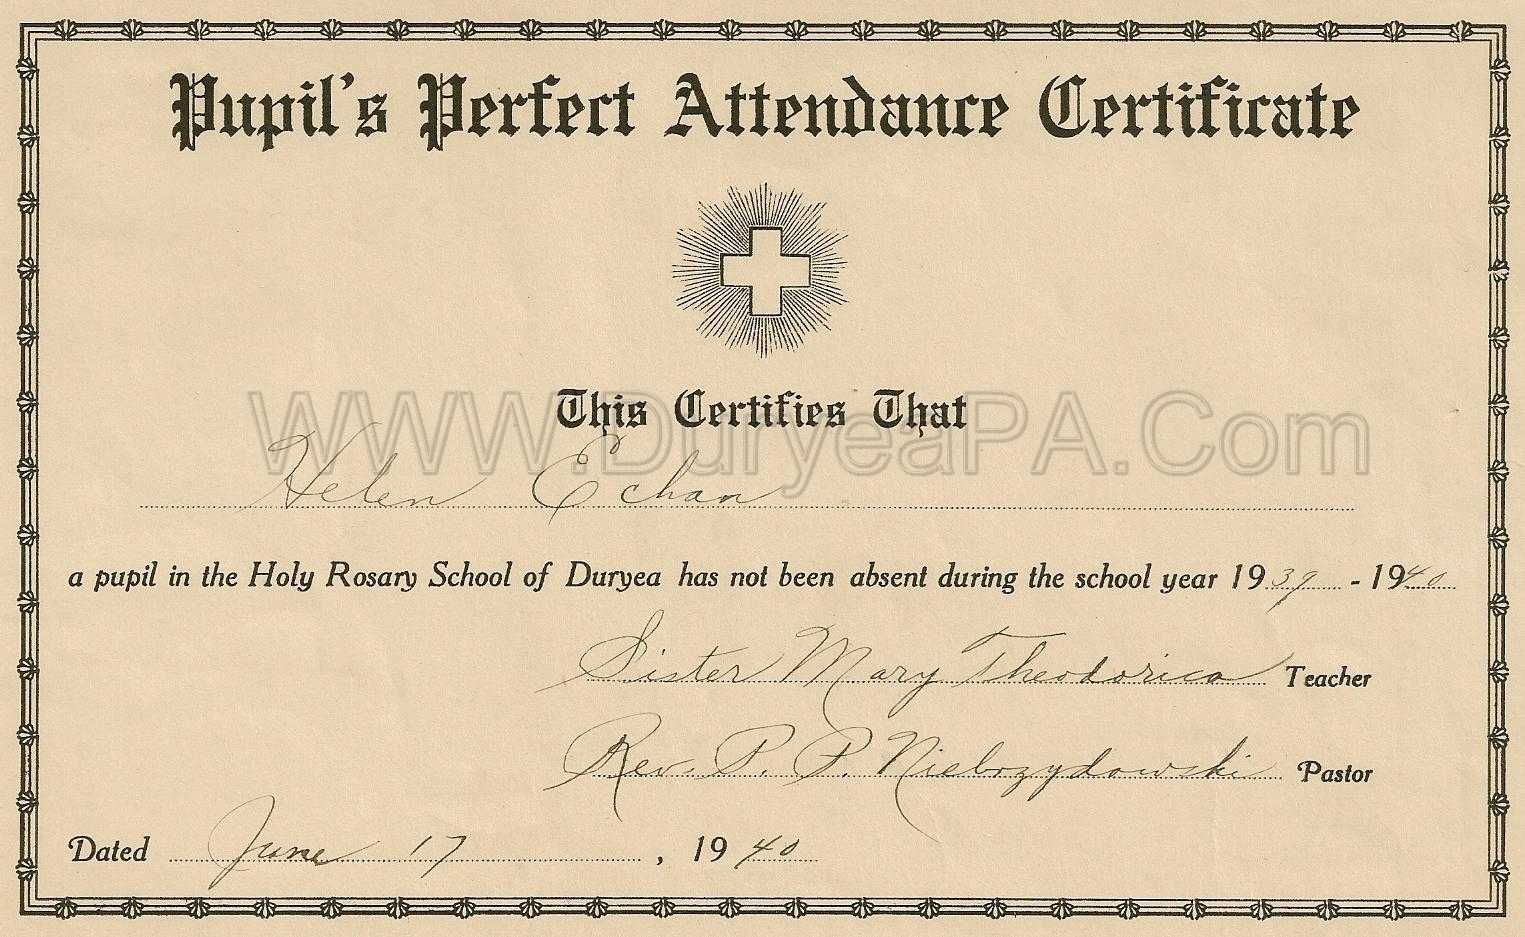 Pupil's Perfect Attendance Certificate
This Certifies That
WWW.DuryeaPA.Com
Helen Echan
a pupil in the Holy Rosary School of Duryea has not been absent during the school year 1939 - 1940
Sister Mary Theodorica Teacher
Rev. P. P. Niebrzydowski Pastor
Dated June 17, 1940